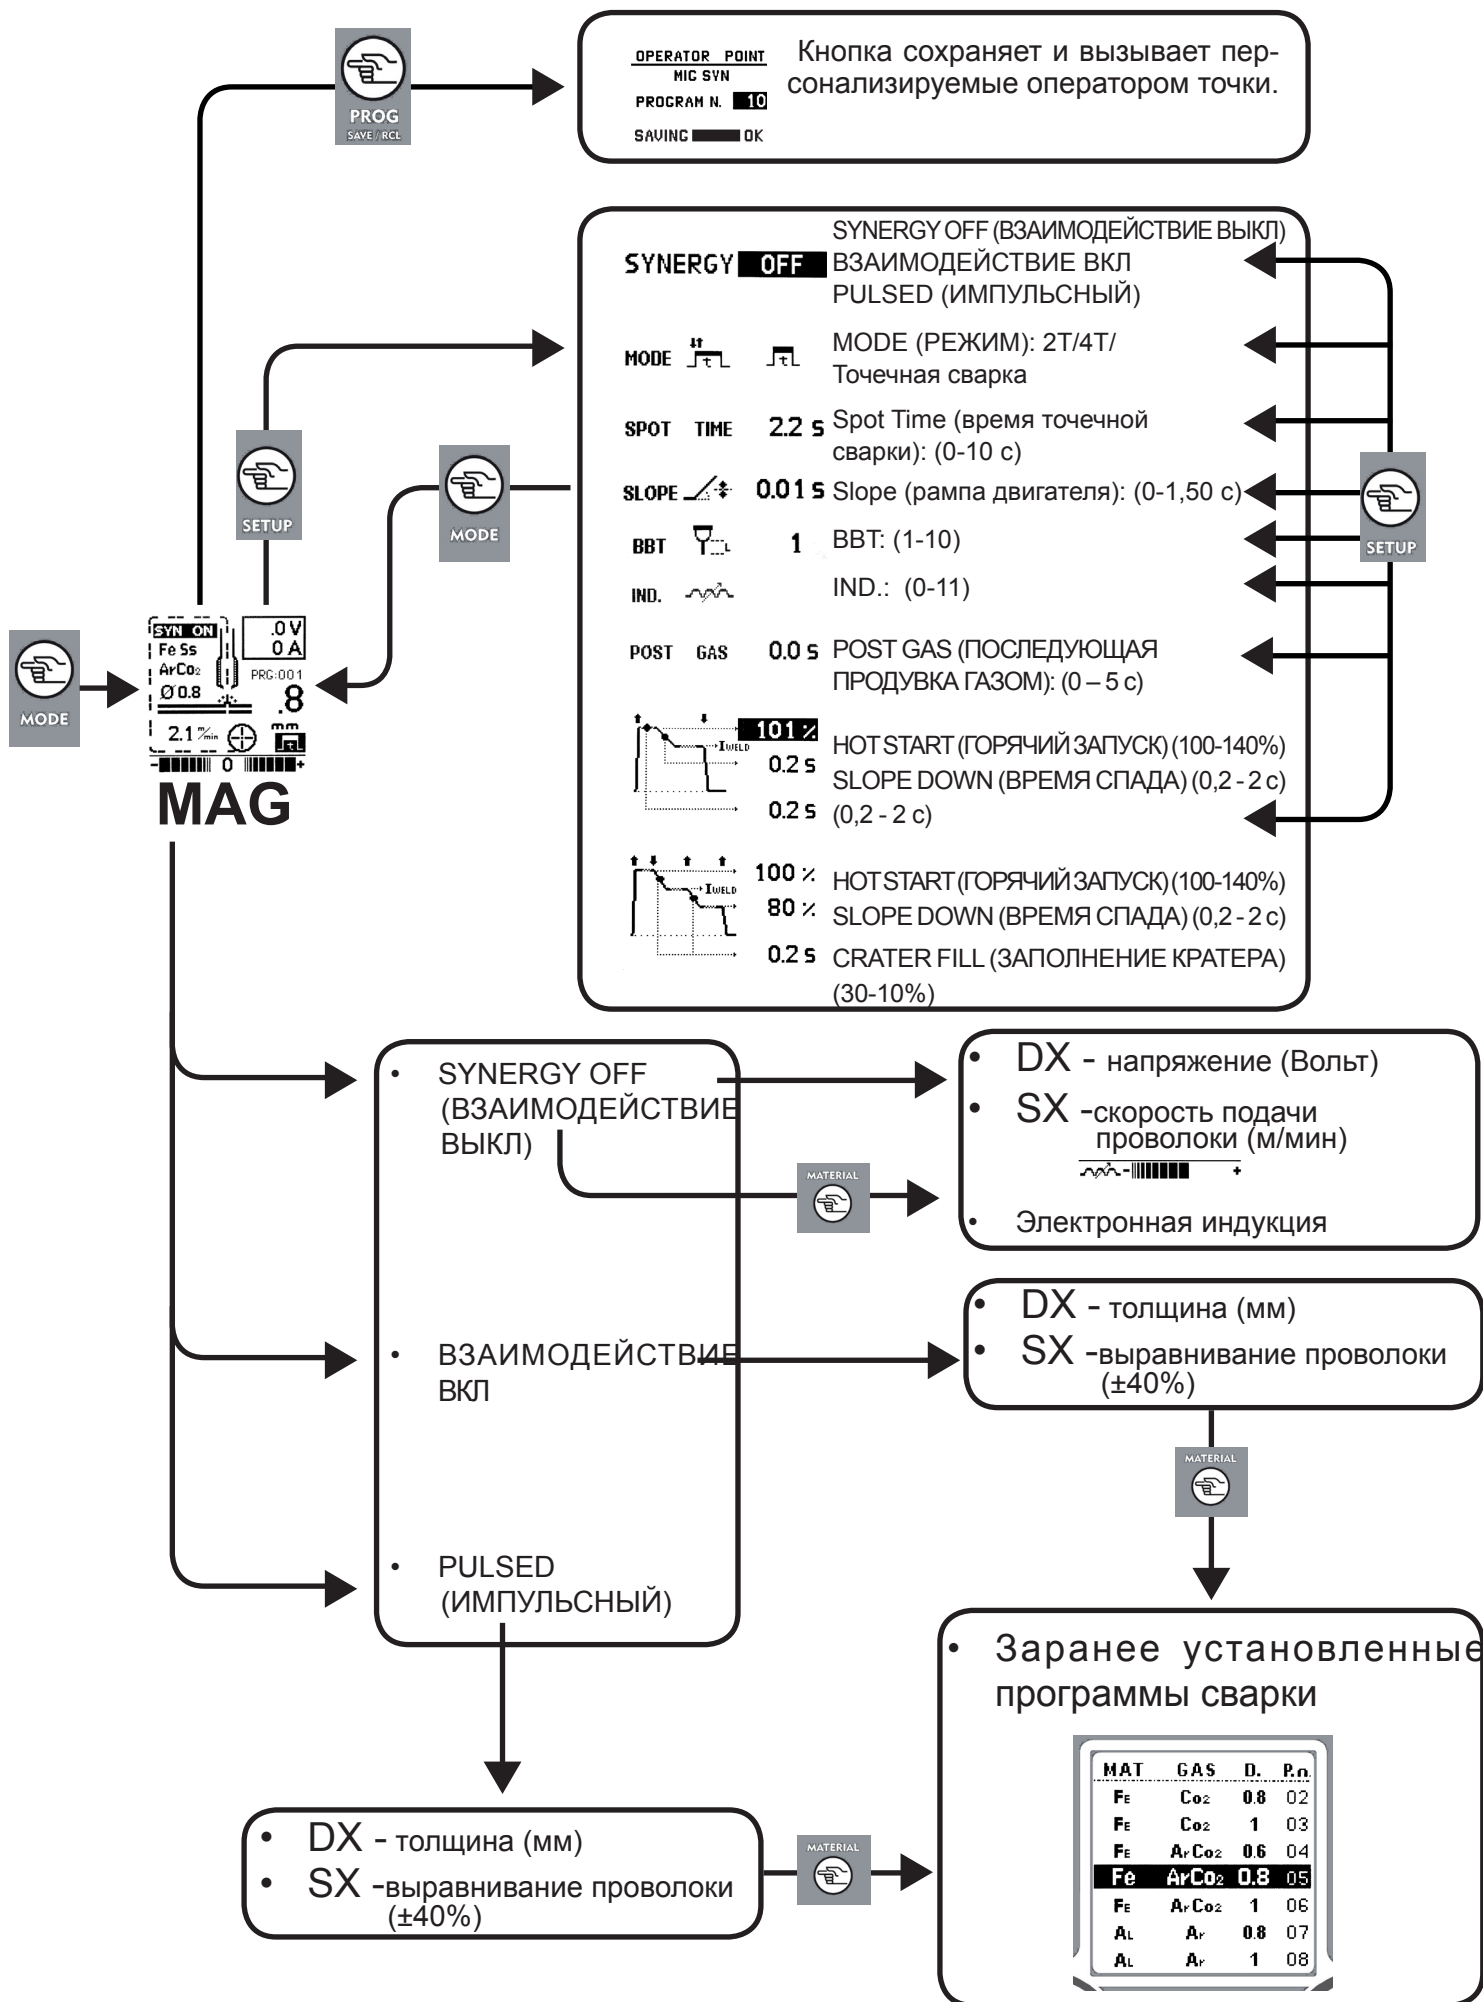 PROG
SAVE / RCL
OPERATOR POINT
MIG SYN
PROGRAM N. 10
SAVING OK
Кнопка сохраняет и вызывает пер-
сонализируемые оператором точки.
SYNERGY OFF
SYNERGY OFF (ВЗАИМОДЕЙСТВИЕ ВЫКЛ)
ВЗАИМОДЕЙСТВИЕ ВКЛ
PULSED (ИМПУЛЬСНЫЙ)
MODE t t
MODE (РЕЖИМ): 2T/4T/
Точечная сварка
SPOT TIME 2.2 s
Spot Time (время точечной
сварки): (0-10 с)
SLOPE 0.01 s
Slope (рампа двигателя): (0-1,50 с)
BBT L 1
BBT: (1-10)
IND.
IND.: (0-11)
POST GAS 0.0 s
POST GAS (ПОСЛЕДУЮЩАЯ
ПРОДУВКА ГАЗОМ): (0 – 5 с)
101 %
IWELD
0.2 s
0.2 s
HOT START (ГОРЯЧИЙ ЗАПУСК) (100-140%)
SLOPE DOWN (ВРЕМЯ СПАДА) (0,2 - 2 с)
(0,2 - 2 с)
100 %
IWELD
80 %
0.2 s
HOT START (ГОРЯЧИЙ ЗАПУСК) (100-140%)
SLOPE DOWN (ВРЕМЯ СПАДА) (0,2 - 2 с)
CRATER FILL (ЗАПОЛНЕНИЕ КРАТЕРА)
(30-10%)
SETUP
MODE
SETUP
MODE
SYN ON
Fe Ss
ArCo2
Ø 0.8
.0 V
0 A
PRG:001
.8
mm
2.1 m/min
- 0 +
MAG
• SYNERGY OFF
(ВЗАИМОДЕЙСТВИЕ
ВЫКЛ)
• ВЗАИМОДЕЙСТВИЕ
ВКЛ
• PULSED
(ИМПУЛЬСНЫЙ)
MATERIAL
• DX - напряжение (Вольт)
• SX -скорость подачи
проволоки (м/мин)
- +
• Электронная индукция
• DX - толщина (мм)
• SX -выравнивание проволоки
(±40%)
MATERIAL
• Заранее установленные
программы сварки
MAT GAS D. P.n.
FE Co2 0.8 02
FE Co2 1 03
FE ArCo2 0.6 04
Fe ArCo2 0.8 05
FE ArCo2 1 06
AL Ar 0.8 07
AL Ar 1 08
• DX - толщина (мм)
• SX -выравнивание проволоки
(±40%)
MATERIAL